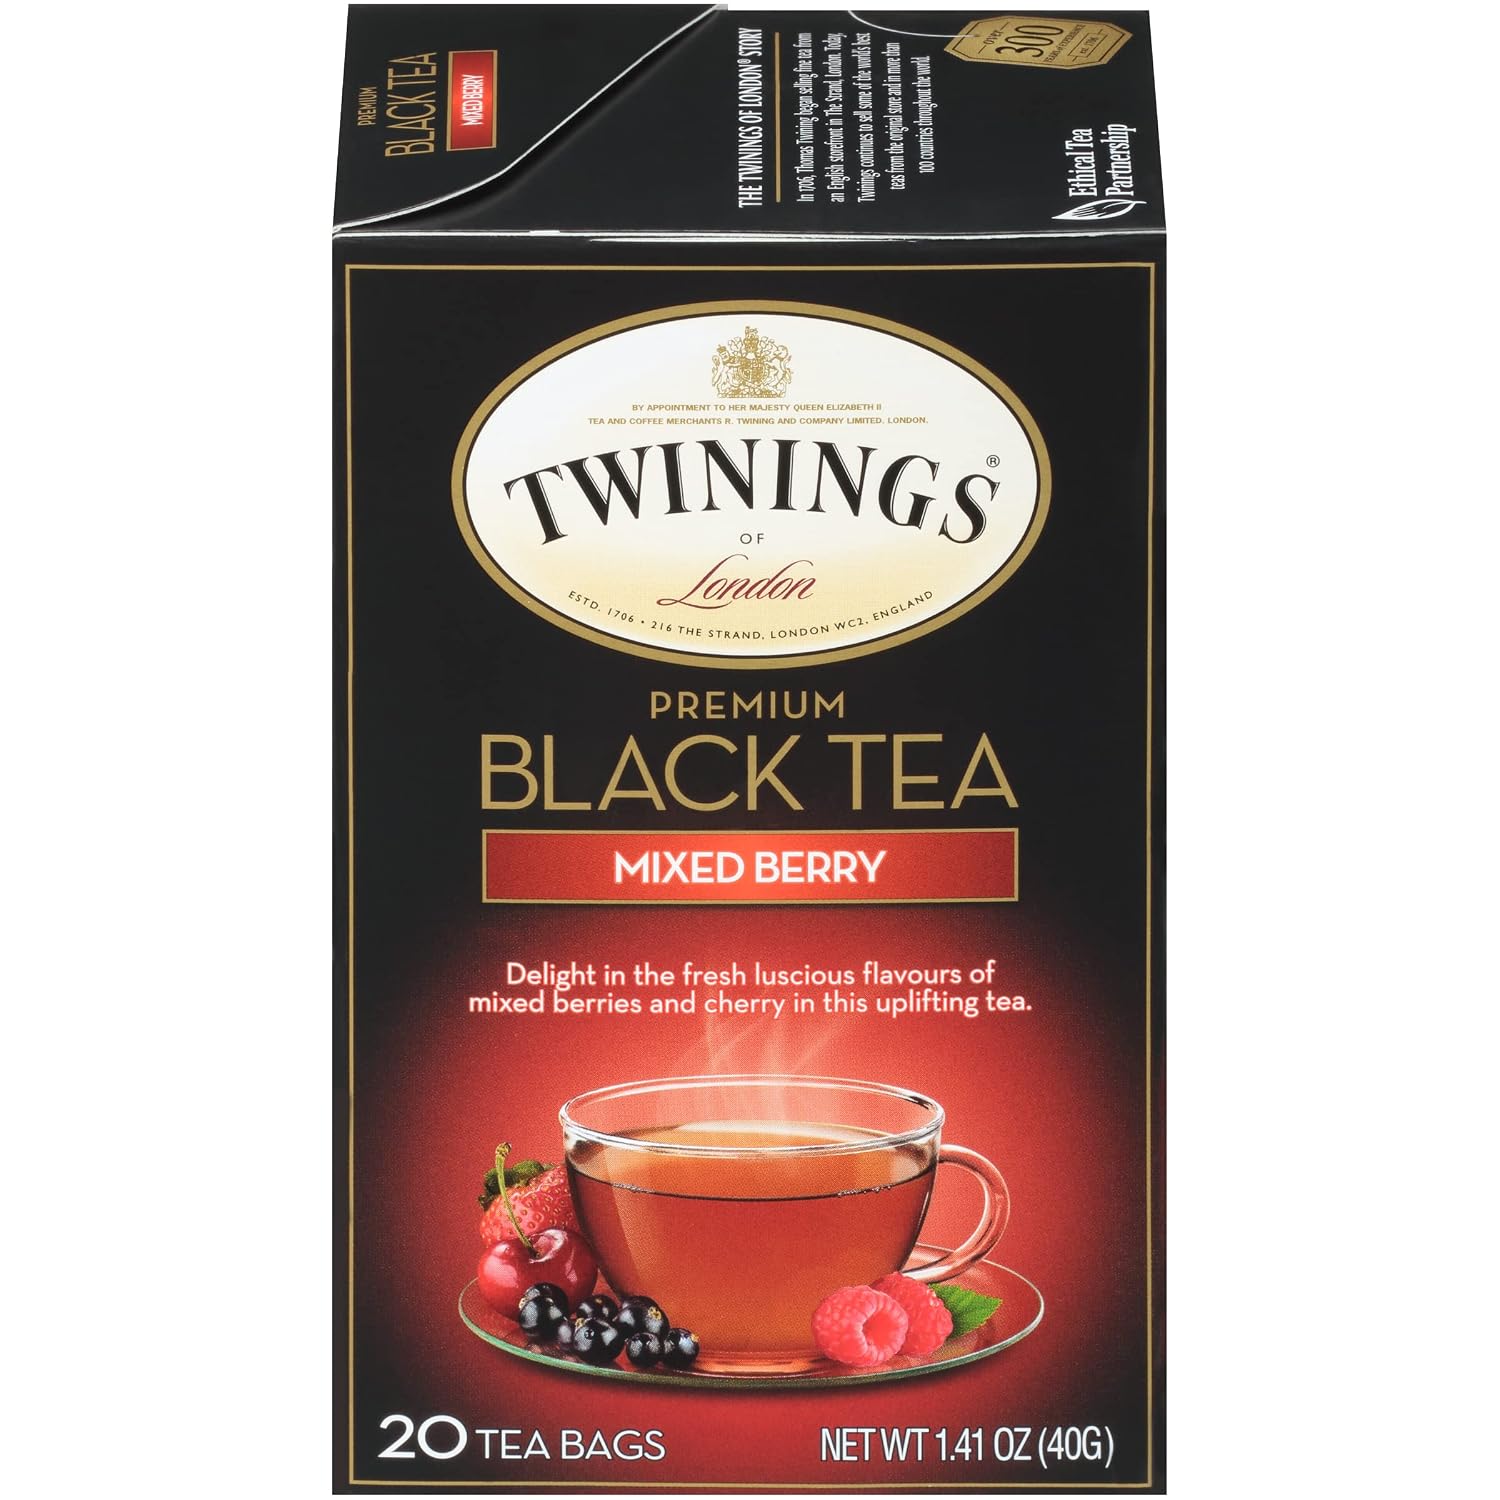 PREMIUM
BLACK TEA
MIXED BERRY
THE TWININGS OF LONDON® STORY
In 1706, Thomas Twining began selling fine tea from
an English storefront in The Strand, London. Today,
Twinings continues to sell some of the world's best
teas from the original store and in more than
100 countries throughout the world.
OVER
300
YEARS OF EXPERIENCE
est. 1706
Ethical Tea
Partnership
BY APPOINTMENT TO HER MAJESTY QUEEN ELIZABETH II
TEA AND COFFEE MERCHANTS R. TWINING AND COMPANY LIMITED. LONDON.
TWININGS®
OF
London
ESTD. 1706 • 216 THE STRAND, LONDON WC2, ENGLAND
PREMIUM
BLACK TEA
MIXED BERRY
Delight in the fresh luscious flavours of
mixed berries and cherry in this uplifting tea.
20 TEA BAGS
NET WT 1.41 OZ (40G)